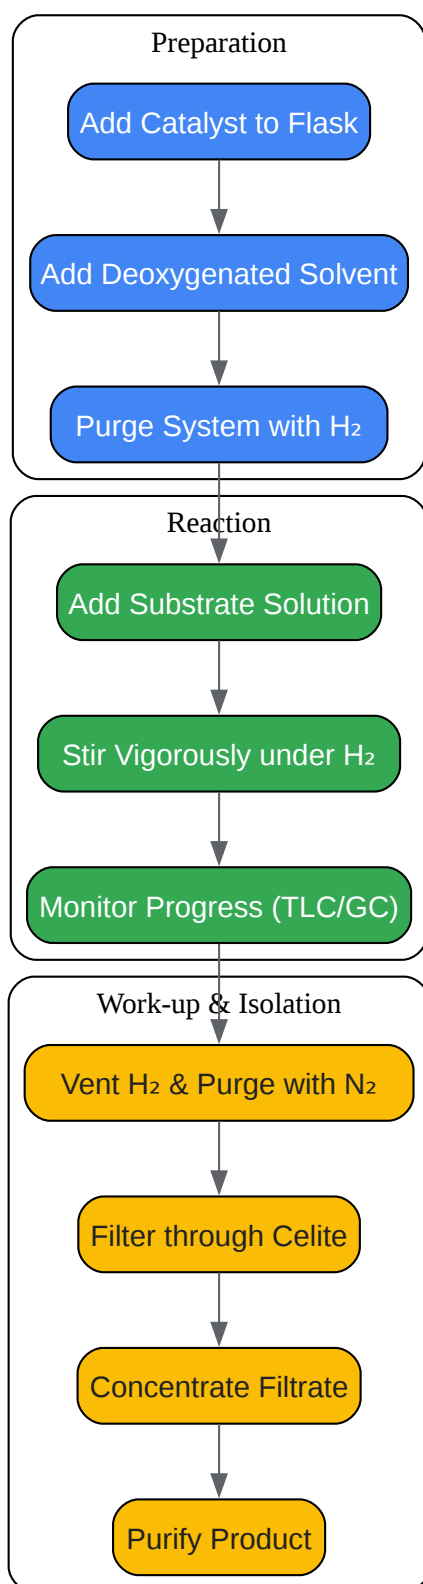 Preparation
Add Catalyst to Flask
Add Deoxygenated Solvent
Purge System with H₂
Reaction
Add Substrate Solution
Stir Vigorously under H₂
Monitor Progress (TLC/GC)
Work-up & Isolation
Vent H₂ & Purge with N₂
Filter through Celite
Concentrate Filtrate
Purify Product